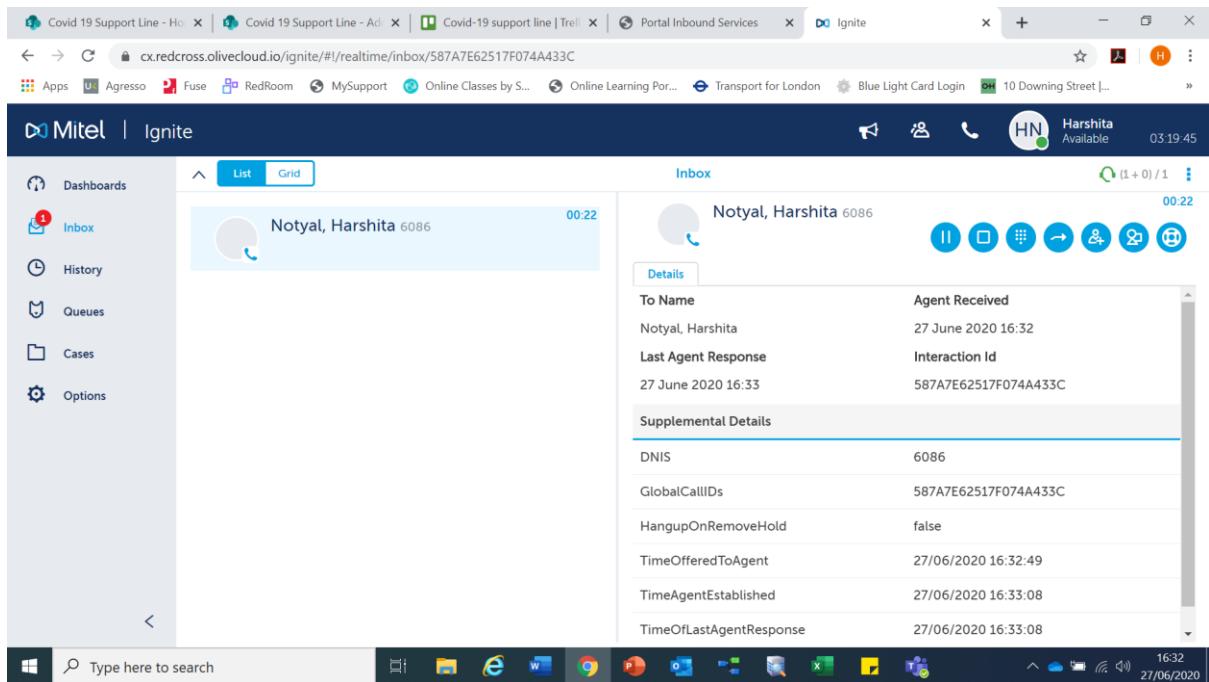 Covid 19 Support Line - Ho
Covid 19 Support Line - Ad
Covid-19 support line | Trell
Portal Inbound Services
Ignite
cx.redcross.olivecloud.io/ignite/#!/realtime/inbox/587A7E62517F074A433C
H
Apps
Agresso
Fuse
RedRoom
MySupport
Online Classes by S...
Online Learning Por...
Transport for London
Blue Light Card Login
OH 10 Downing Street |...
»
Mitel | Ignite
HN
Harshita
Available
03:19:45
Dashboards
1
Inbox
History
Queues
Cases
Options
List Grid
Inbox
(1 + 0) / 1
Notyal, Harshita 6086
00:22
Notyal, Harshita 6086
00:22
Details
To Name Agent Received
Notyal, Harshita 27 June 2020 16:32
Last Agent Response Interaction Id
27 June 2020 16:33 587A7E62517F074A433C
Supplemental Details
DNIS 6086
GlobalCallIDs 587A7E62517F074A433C
HangupOnRemoveHold false
TimeOfferedToAgent 27/06/2020 16:32:49
TimeAgentEstablished 27/06/2020 16:33:08
TimeOfLastAgentResponse 27/06/2020 16:33:08
Type here to search
16:32
27/06/2020